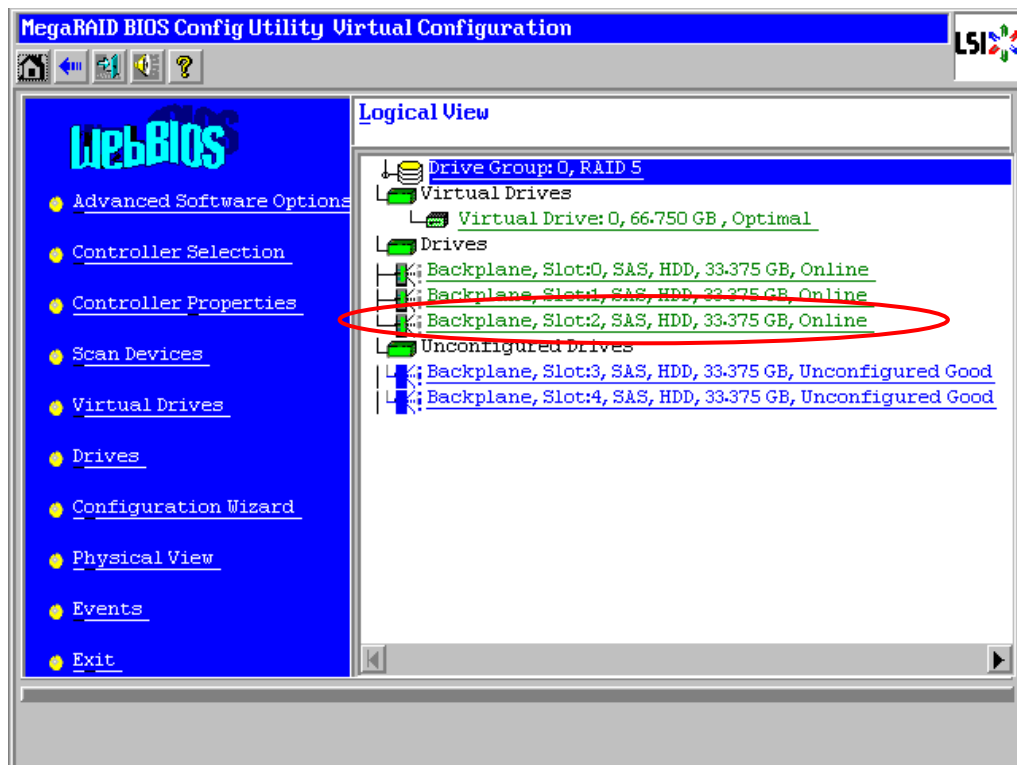 MegaRAID BIOS Config Utility Virtual Configuration
LSI
WebBIOS
Advanced Software Options
Controller Selection
Controller Properties
Scan Devices
Virtual Drives
Drives
Configuration Wizard
Physical View
Events
Exit
Logical View
Drive Group: 0, RAID 5
Virtual Drives
Virtual Drive: 0, 66.750 GB , Optimal
Drives
Backplane, Slot:0, SAS, HDD, 33.375 GB, Online
Backplane, Slot:1, SAS, HDD, 33.375 GB, Online
Backplane, Slot:2, SAS, HDD, 33.375 GB, Online
Unconfigured Drives
Backplane, Slot:3, SAS, HDD, 33.375 GB, Unconfigured Good
Backplane, Slot:4, SAS, HDD, 33.375 GB, Unconfigured Good